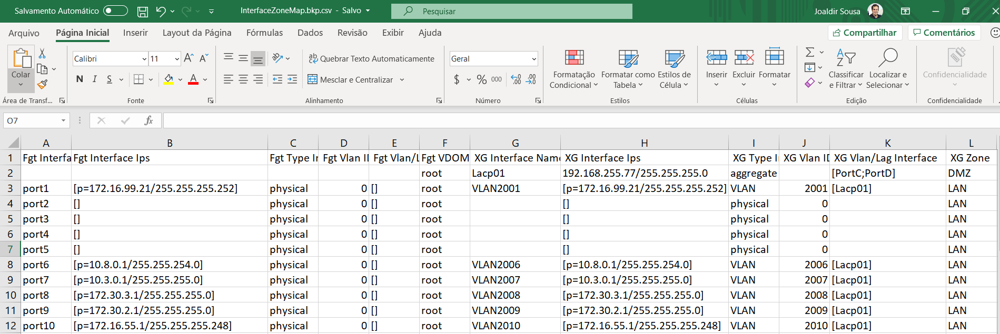 Salvamento Automático InterfaceZoneMap.bkp.csv - Salvo Pesquisar Joaldir Sousa
Arquivo Página Inicial Inserir Layout da Página Fórmulas Dados Revisão Exibir Ajuda Compartilhar Comentários
Colar
Calibri 11
N I S
Quebrar Texto Automaticamente
Mesclar e Centralizar
Geral
$ % 000
Formatação Condicional
Formatar como Tabela
Estilos de Célula
Inserir Excluir Formatar
Classificar e Filtrar
Localizar e Selecionar
Confidencialidade
Área de Transf... Fonte Alinhamento Número Estilos Células Edição Confidencialidade
O7 fx
A B C D E F G H I J K L
1 Fgt Interfa Fgt Interface Ips Fgt Type Ir Fgt Vlan II Fgt Vlan/L Fgt VDOM XG Interface Name XG Interface Ips XG Type I XG Vlan ID XG Vlan/Lag Interface XG Zone
2 root Lacp01 192.168.255.77/255.255.255.0 aggregate [PortC;PortD] DMZ
3 port1 [p=172.16.99.21/255.255.255.252] physical 0 [] root VLAN2001 [p=172.16.99.21/255.255.255.252] VLAN 2001 [Lacp01] LAN
4 port2 [] physical 0 [] root [] physical 0 LAN
5 port3 [] physical 0 [] root [] physical 0 LAN
6 port4 [] physical 0 [] root [] physical 0 LAN
7 port5 [] physical 0 [] root [] physical 0 LAN
8 port6 [p=10.8.0.1/255.255.254.0] physical 0 [] root VLAN2006 [p=10.8.0.1/255.255.254.0] VLAN 2006 [Lacp01] LAN
9 port7 [p=10.3.0.1/255.255.255.0] physical 0 [] root VLAN2007 [p=10.3.0.1/255.255.255.0] VLAN 2007 [Lacp01] LAN
10 port8 [p=172.30.3.1/255.255.255.0] physical 0 [] root VLAN2008 [p=172.30.3.1/255.255.255.0] VLAN 2008 [Lacp01] LAN
11 port9 [p=172.30.2.1/255.255.255.0] physical 0 [] root VLAN2009 [p=172.30.2.1/255.255.255.0] VLAN 2009 [Lacp01] LAN
12 port10 [p=172.16.55.1/255.255.255.248] physical 0 [] root VLAN2010 [p=172.16.55.1/255.255.255.248] VLAN 2010 [Lacp01] LAN